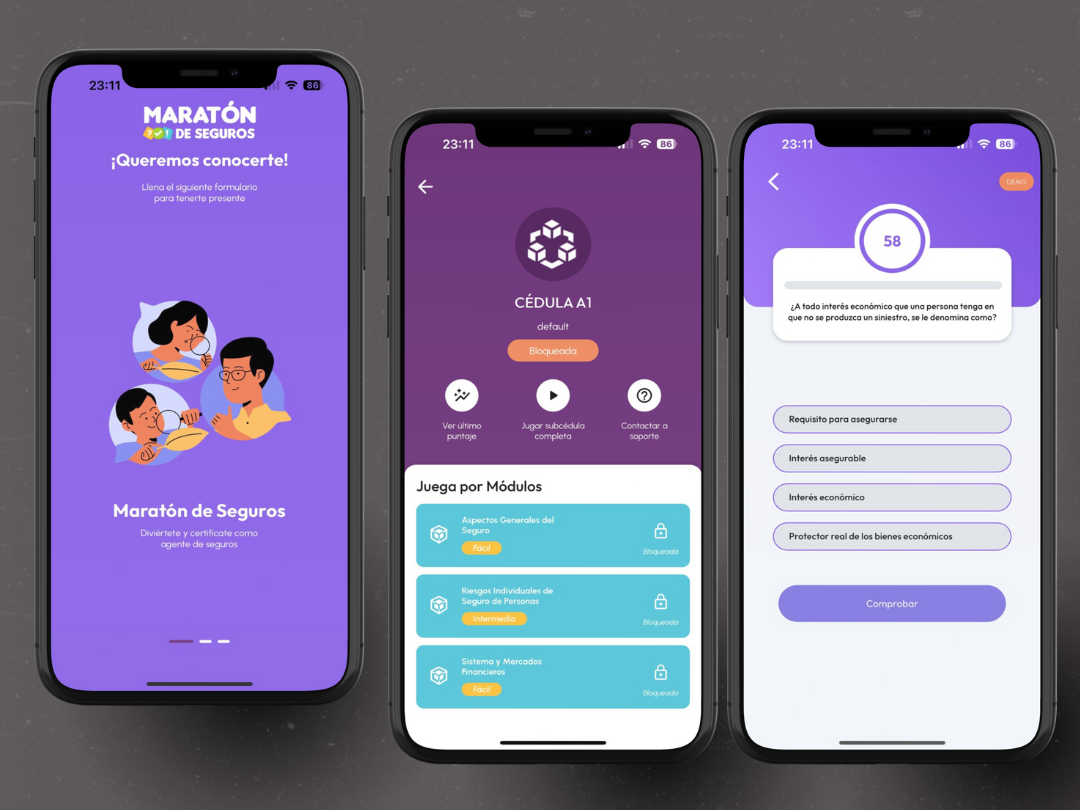 23:11
86
MARATÓN
DE SEGUROS
¡Queremos conocerte!
Llena el siguiente formulario
para tenerte presente
Maratón de Seguros
Diviértete y certifícate como
agente de seguros
23:11
86
CÉDULA A1
default
Bloqueada
Ver último
puntaje
Jugar subcédula
completa
Contactar a
soporte
Juega por Módulos
Aspectos Generales del
Seguro
Fácil
Bloqueada
Riesgos Individuales de
Seguro de Personas
Intermedio
Bloqueada
Sistema y Mercados
Financieros
Fácil
Bloqueada
23:11
86
DEMO
58
¿A todo interés económico que una persona tenga en
que no se produzca un siniestro, se le denomina como?
Requisito para asegurarse
Interés asegurable
Interés económico
Protector real de los bienes económicos
Comprobar